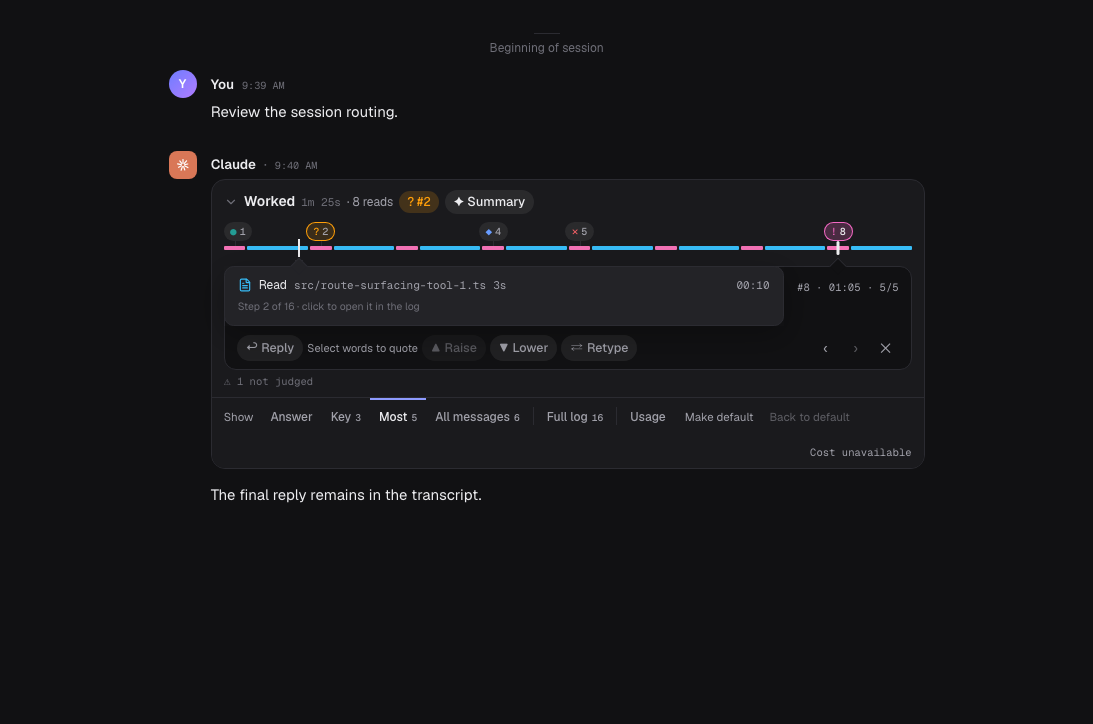 Beginning of session
Y
You 9:39 AM
Review the session routing.
Claude · 9:40 AM
Worked 1m 25s · 8 reads ? #2 ✦ Summary
1 ? 2 ◆ 4 × 5 ! 8
Read src/route-surfacing-tool-1.ts 3s 00:10
#8 · 01:05 · 5/5
Step 2 of 16 · click to open it in the log
↩ Reply Select words to quote ▲ Raise ▼ Lower ⇄ Retype ‹ › ×
⚠ 1 not judged
Show Answer Key 3 Most 5 All messages 6 Full log 16 Usage Make default Back to default
Cost unavailable
The final reply remains in the transcript.